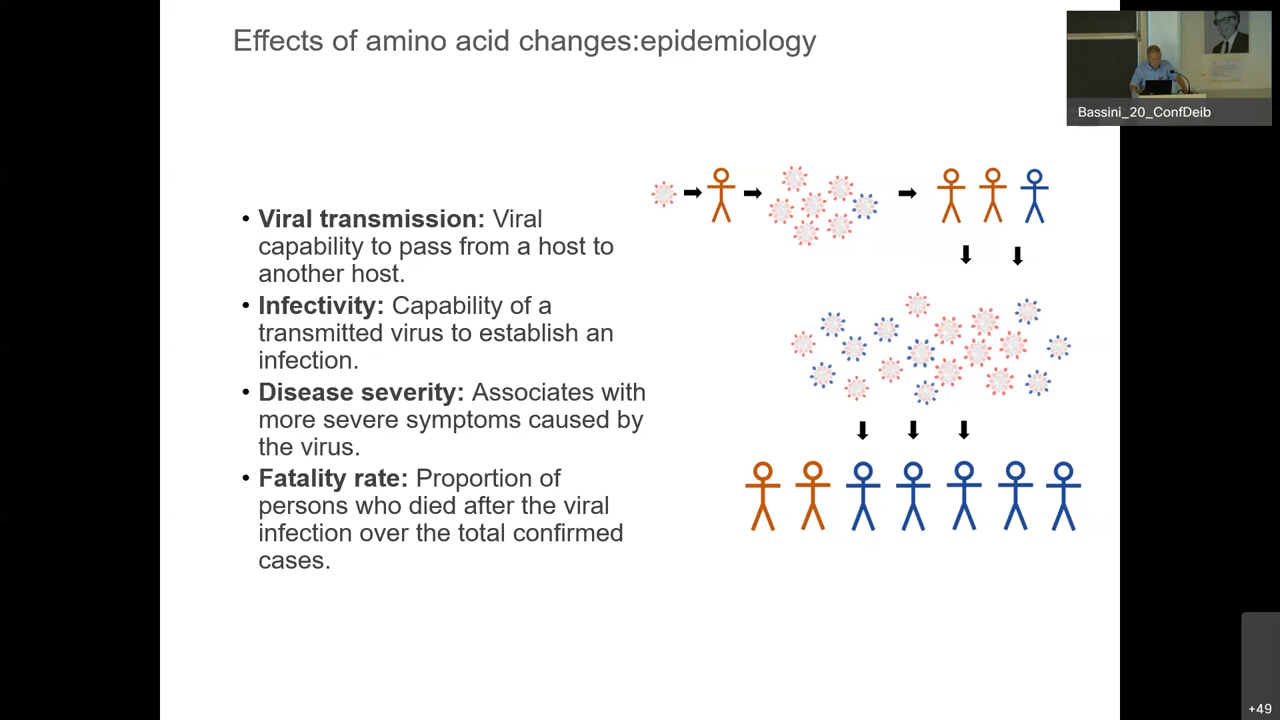 Effects of amino acid changes:epidemiology
Bassini_20_ConfDeib
• Viral transmission: Viral
capability to pass from a host to
another host.
• Infectivity: Capability of a
transmitted virus to establish an
infection.
• Disease severity: Associates with
more severe symptoms caused by
the virus.
• Fatality rate: Proportion of
persons who died after the viral
infection over the total confirmed
cases.
+49